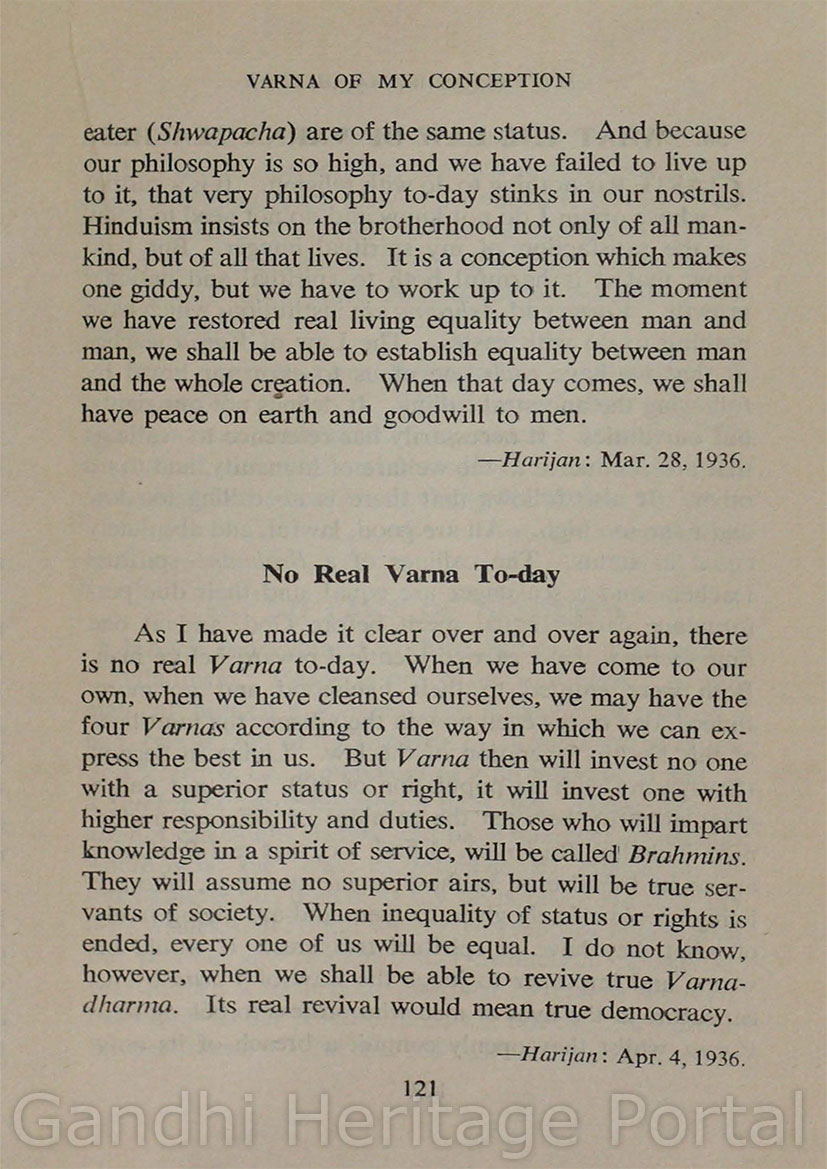 VARNA OF MY CONCEPTION
eater (Shwapacha) are of the same status. And because
our philosophy is so high, and we have failed to live up
to it, that very philosophy to-day stinks in our nostrils.
Hinduism insists on the brotherhood not only of all man-
kind, but of all that lives. It is a conception which makes
one giddy, but we have to work up to it. The moment
we have restored real living equality between man and
man, we shall be able to establish equality between man
and the whole creation. When that day comes, we shall
have peace on earth and goodwill to men.
—Harijan: Mar. 28, 1936.
No Real Varna To-day
As I have made it clear over and over again, there
is no real Varna to-day. When we have come to our
own, when we have cleansed ourselves, we may have the
four Varnas according to the way in which we can ex-
press the best in us. But Varna then will invest no one
with a superior status or right, it will invest one with
higher responsibility and duties. Those who will impart
knowledge in a spirit of service, will be called Brahmins.
They will assume no superior airs, but will be true ser-
vants of society. When inequality of status or rights is
ended, every one of us will be equal. I do not know,
however, when we shall be able to revive true Varna-
dharma. Its real revival would mean true democracy.
—Harijan: Apr. 4, 1936.
121
Gandhi Heritage Portal